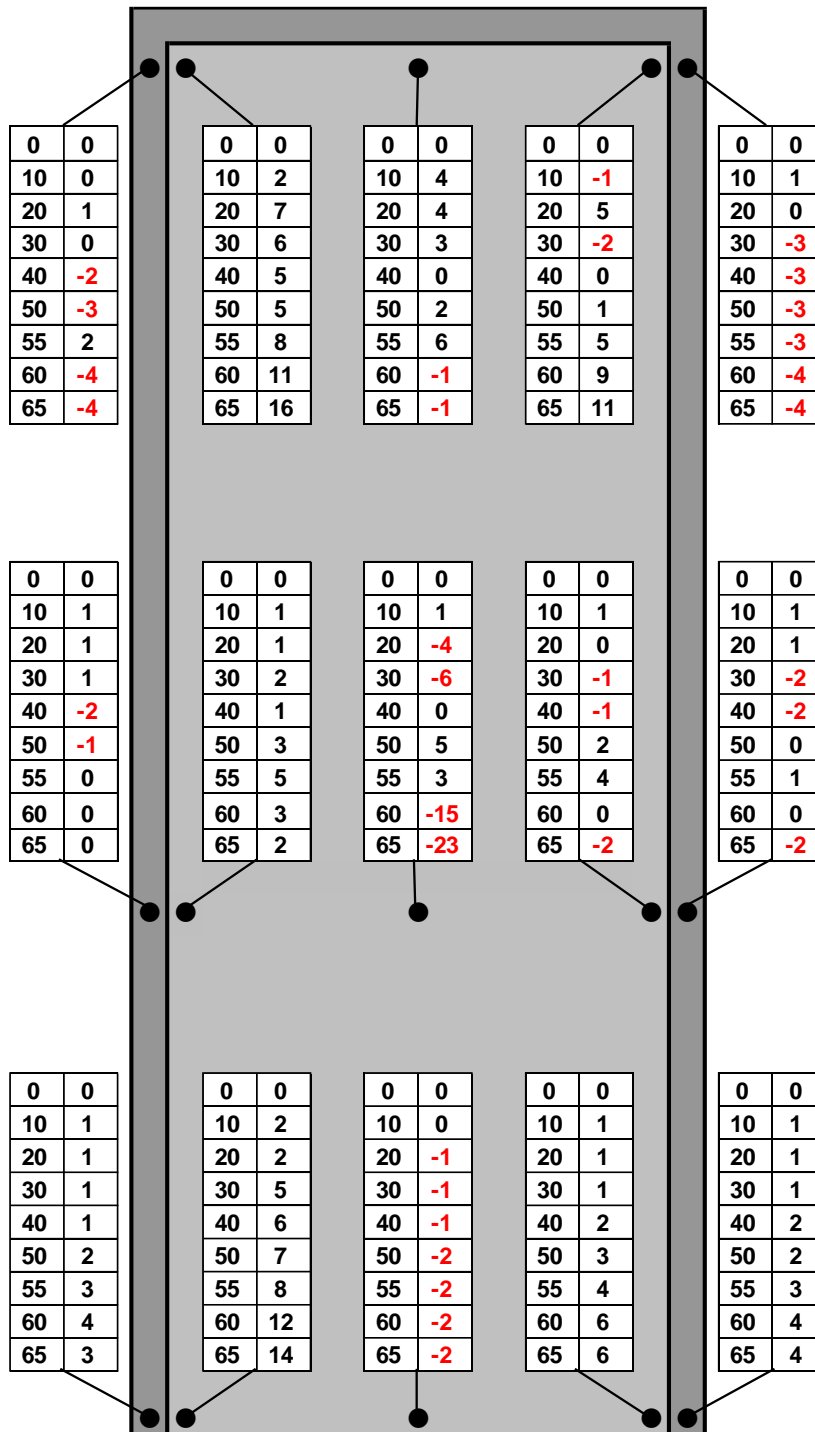 0 0 0 0 0 0 0 0 0 0
10 0 10 2 10 4 10 -1 10 1
20 1 20 7 20 4 20 5 20 0
30 0 30 6 30 3 30 -2 30 -3
40 -2 40 5 40 0 40 0 40 -3
50 -3 50 5 50 2 50 1 50 -3
55 2 55 8 55 6 55 5 55 -3
60 -4 60 11 60 -1 60 9 60 -4
65 -4 65 16 65 -1 65 11 65 -4
0 0 0 0 0 0 0 0 0 0
10 1 10 1 10 1 10 1 10 1
20 1 20 1 20 -4 20 0 20 1
30 1 30 2 30 -6 30 -1 30 -2
40 -2 40 1 40 0 40 -1 40 -2
50 -1 50 3 50 5 50 2 50 0
55 0 55 5 55 3 55 4 55 1
60 0 60 3 60 -15 60 0 60 0
65 0 65 2 65 -23 65 -2 65 -2
0 0 0 0 0 0 0 0 0 0
10 1 10 2 10 0 10 1 10 1
20 1 20 2 20 -1 20 1 20 1
30 1 30 5 30 -1 30 1 30 1
40 1 40 6 40 -1 40 2 40 2
50 2 50 7 50 -2 50 3 50 2
55 3 55 8 55 -2 55 4 55 3
60 4 60 12 60 -2 60 6 60 4
65 3 65 14 65 -2 65 6 65 4